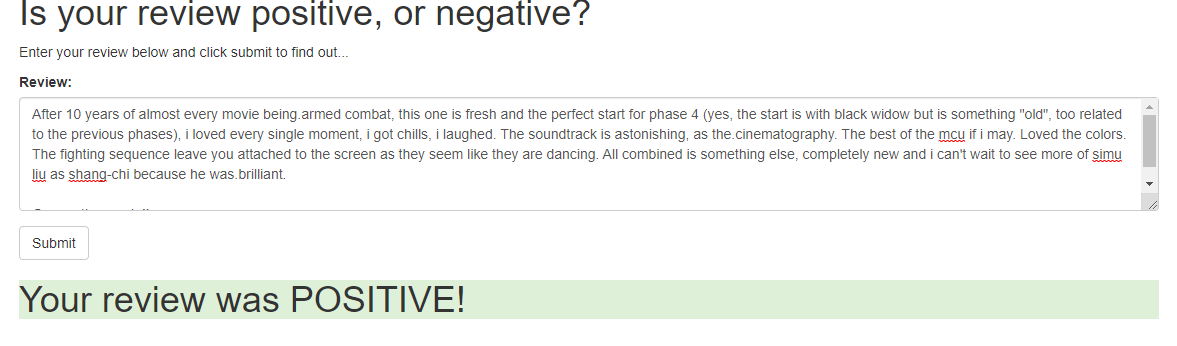 Is your review positive, or negative?
Enter your review below and click submit to find out...
Review:
After 10 years of almost every movie being.armed combat, this one is fresh and the perfect start for phase 4 (yes, the start is with black widow but is something "old", too related
to the previous phases), i loved every single moment, i got chills, i laughed. The soundtrack is astonishing, as the.cinematography. The best of the mcu if i may. Loved the colors.
The fighting sequence leave you attached to the screen as they seem like they are dancing. All combined is something else, completely new and i can't wait to see more of simu
liu as shang-chi because he was.brilliant.
Submit
Your review was POSITIVE!